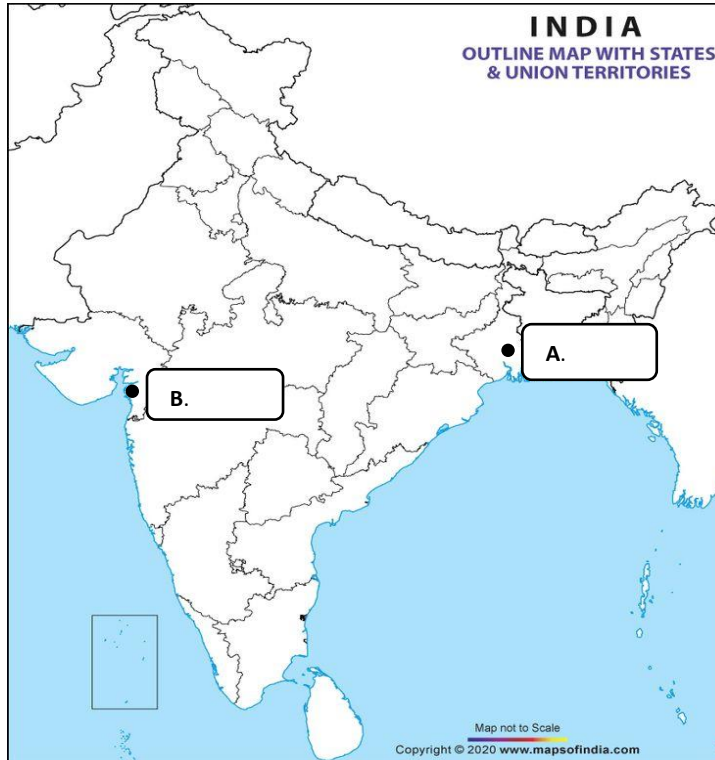 INDIA
OUTLINE MAP WITH STATES
& UNION TERRITORIES
A.
B.
Map not to Scale
Copyright © 2020 www.mapsofindia.com